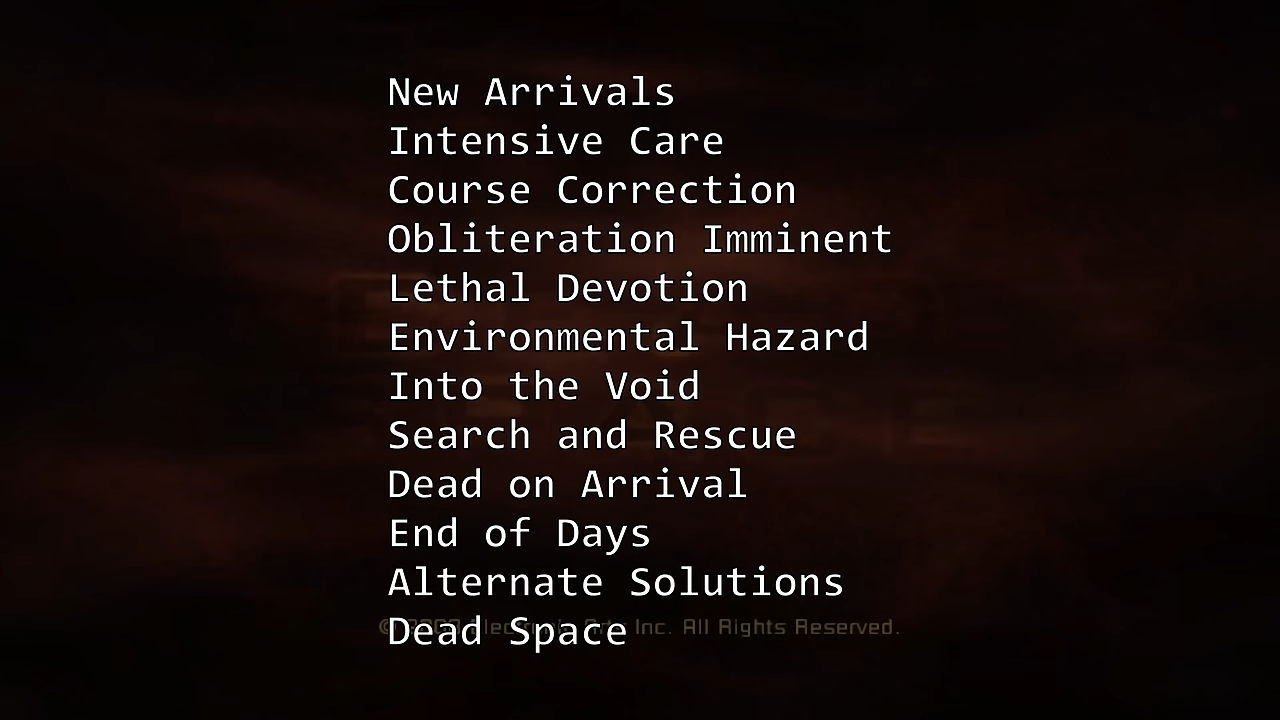 New Arrivals
Intensive Care
Course Correction
Obliteration Imminent
Lethal Devotion
Environmental Hazard
Into the Void
Search and Rescue
Dead on Arrival
End of Days
Alternate Solutions
Dead Space
Inc. All Rights Reserved.